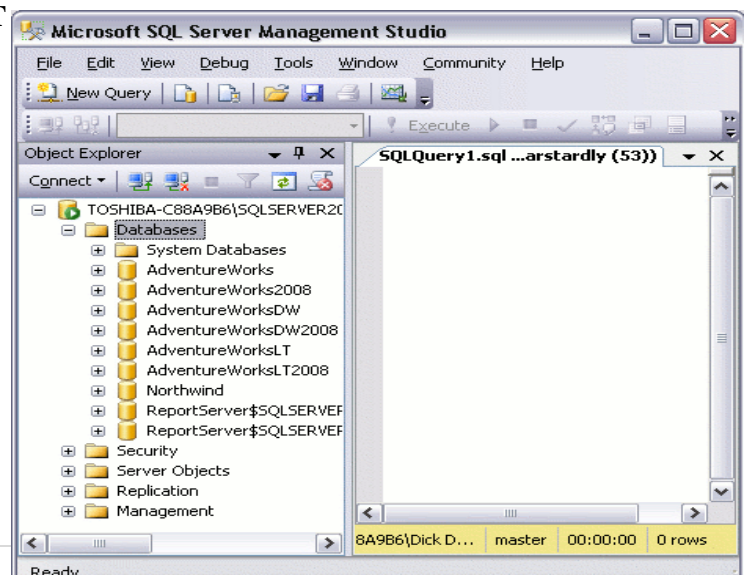 T
Microsoft SQL Server Management Studio
File Edit View Debug Tools Window Community Help
New Query
Execute
Object Explorer
SQLQuery1.sql ...arstardly (53))
Connect
TOSHIBA-C88A9B6\SQLSERVER20
Databases
System Databases
AdventureWorks
AdventureWorks2008
AdventureWorksDW
AdventureWorksDW2008
AdventureWorksLT
AdventureWorksLT2008
Northwind
ReportServer$SQLSERVER
ReportServer$SQLSERVER
Security
Server Objects
Replication
Management
8A9B6\Dick D... master 00:00:00 0 rows
Ready